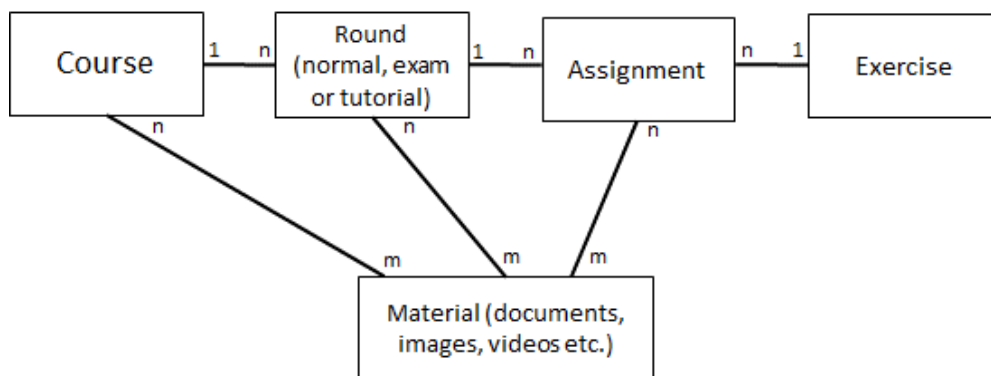 Course
1
n
Round
(normal, exam
or tutorial)
1
n
Assignment
n
1
Exercise
n
n
n
m
m
m
Material (documents,
images, videos etc.)